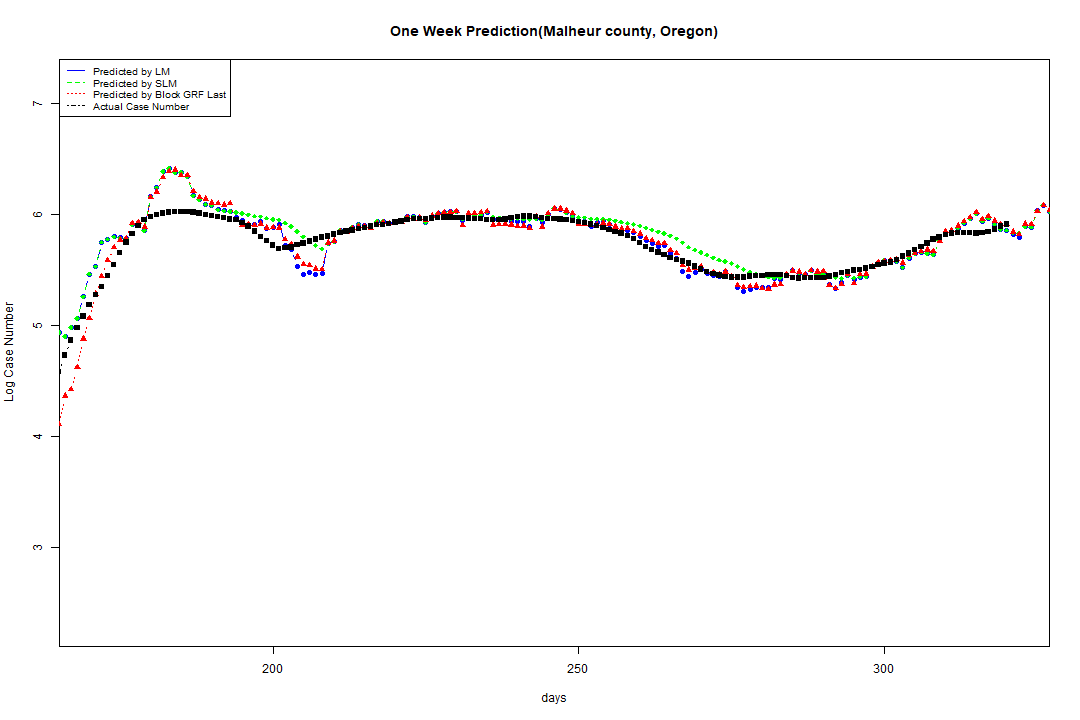 One Week Prediction(Malheur county, Oregon)
Predicted by LM
Predicted by SLM
Predicted by Block GRF Last
Actual Case Number
7
6
5
4
3
Log Case Number
200 250 300
days